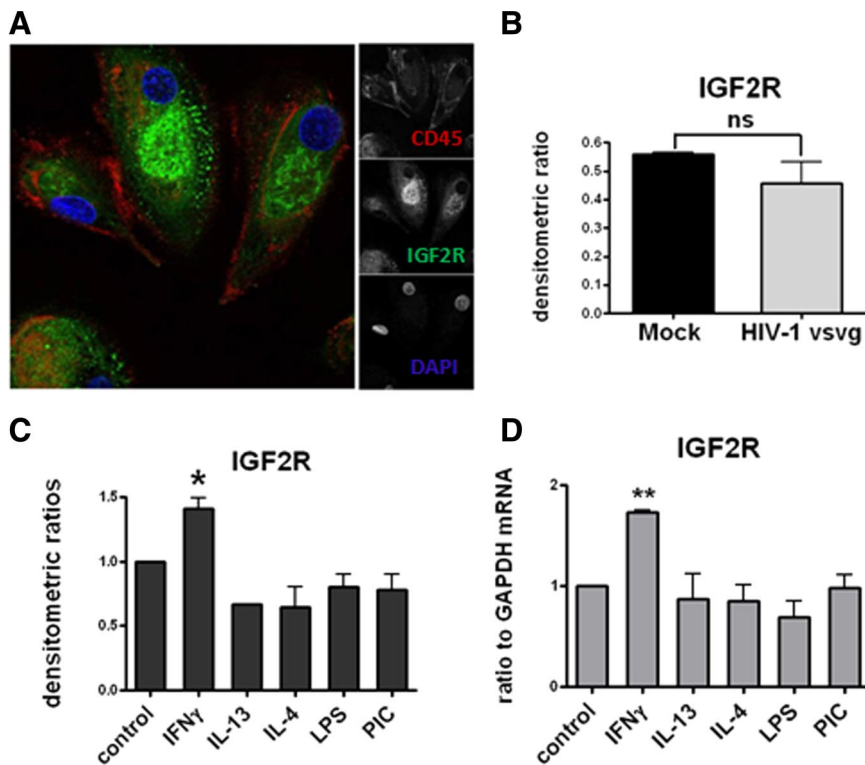 A
CD45
IGF2R
DAPI
B
IGF2R
ns
densitometric ratio
0.6
0.5
0.4
0.3
0.2
0.1
0.0
Mock
HIV-1 vsvg
C
IGF2R
*
densitometric ratios
1.5
1.0
0.5
0.0
control
IFNγ
IL-13
IL-4
LPS
PIC
D
IGF2R
**
ratio to GAPDH mRNA
2
1
0
control
IFNγ
IL-13
IL-4
LPS
PIC